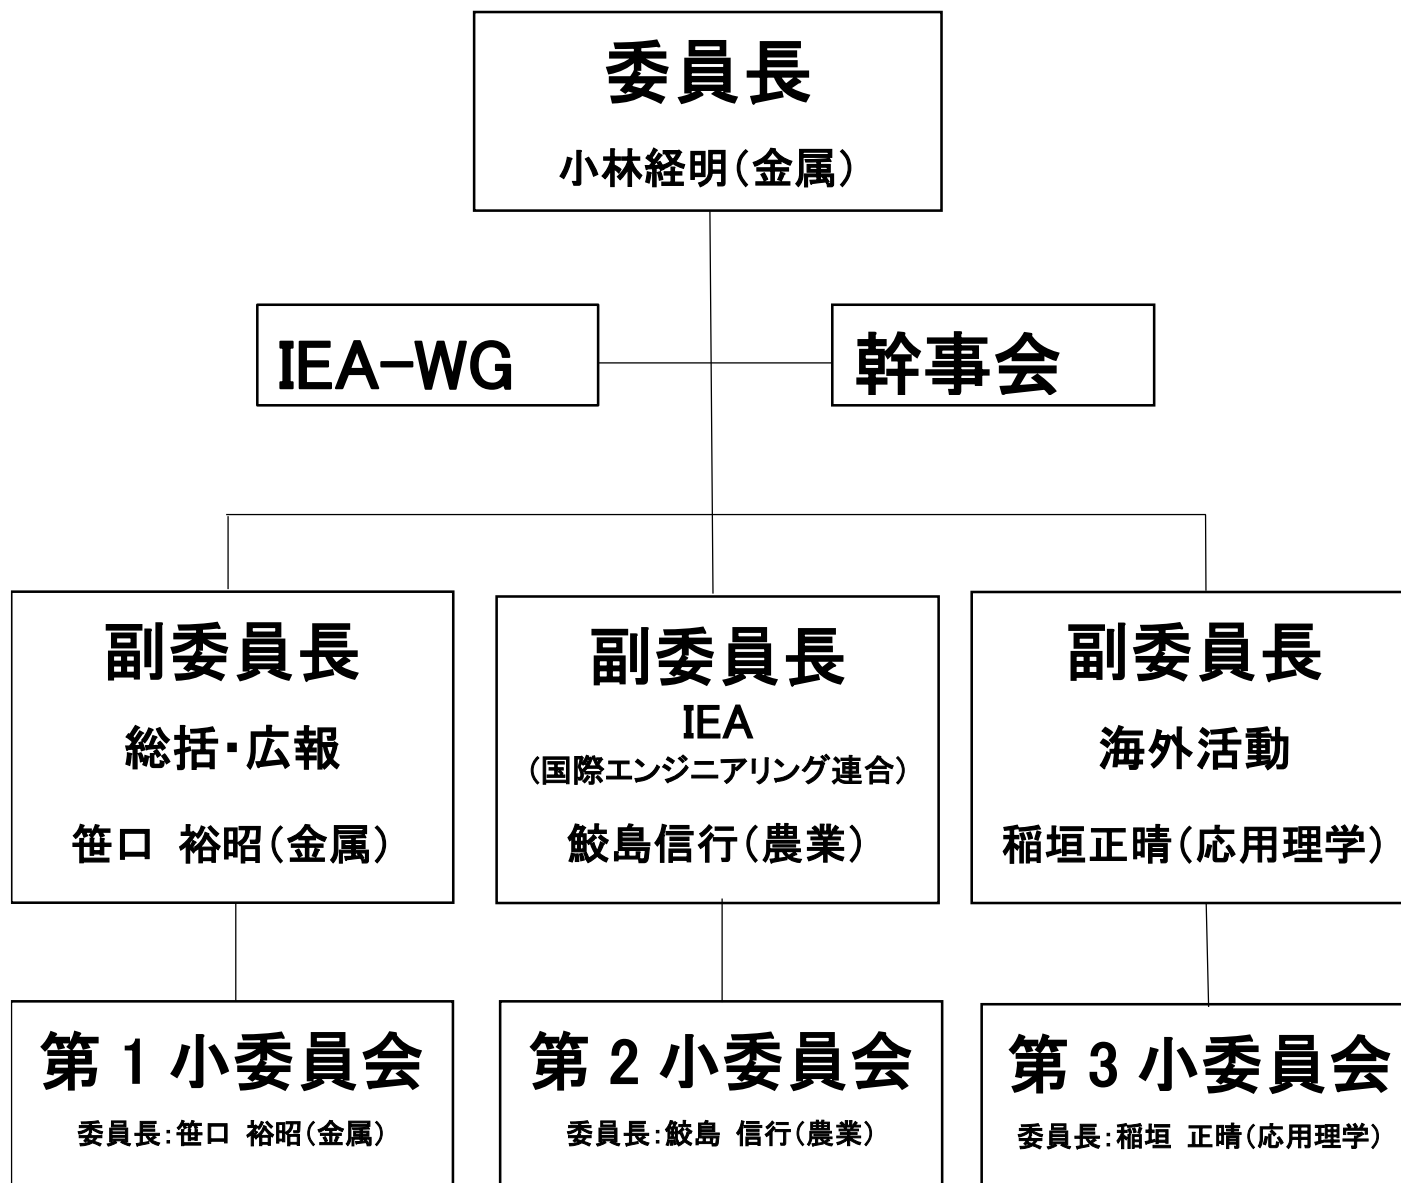 委員長
小林経明（金属）
IEA-WG
幹事会
副委員長
総括・広報
笹口 裕昭（金属）
副委員長
IEA
（国際エンジニアリング連合）
鮫島信行（農業）
副委員長
海外活動
稲垣正晴（応用理学）
第1小委員会
委員長：笹口 裕昭（金属）
第2小委員会
委員長：鮫島 信行（農業）
第3小委員会
委員長：稲垣 正晴（応用理学）